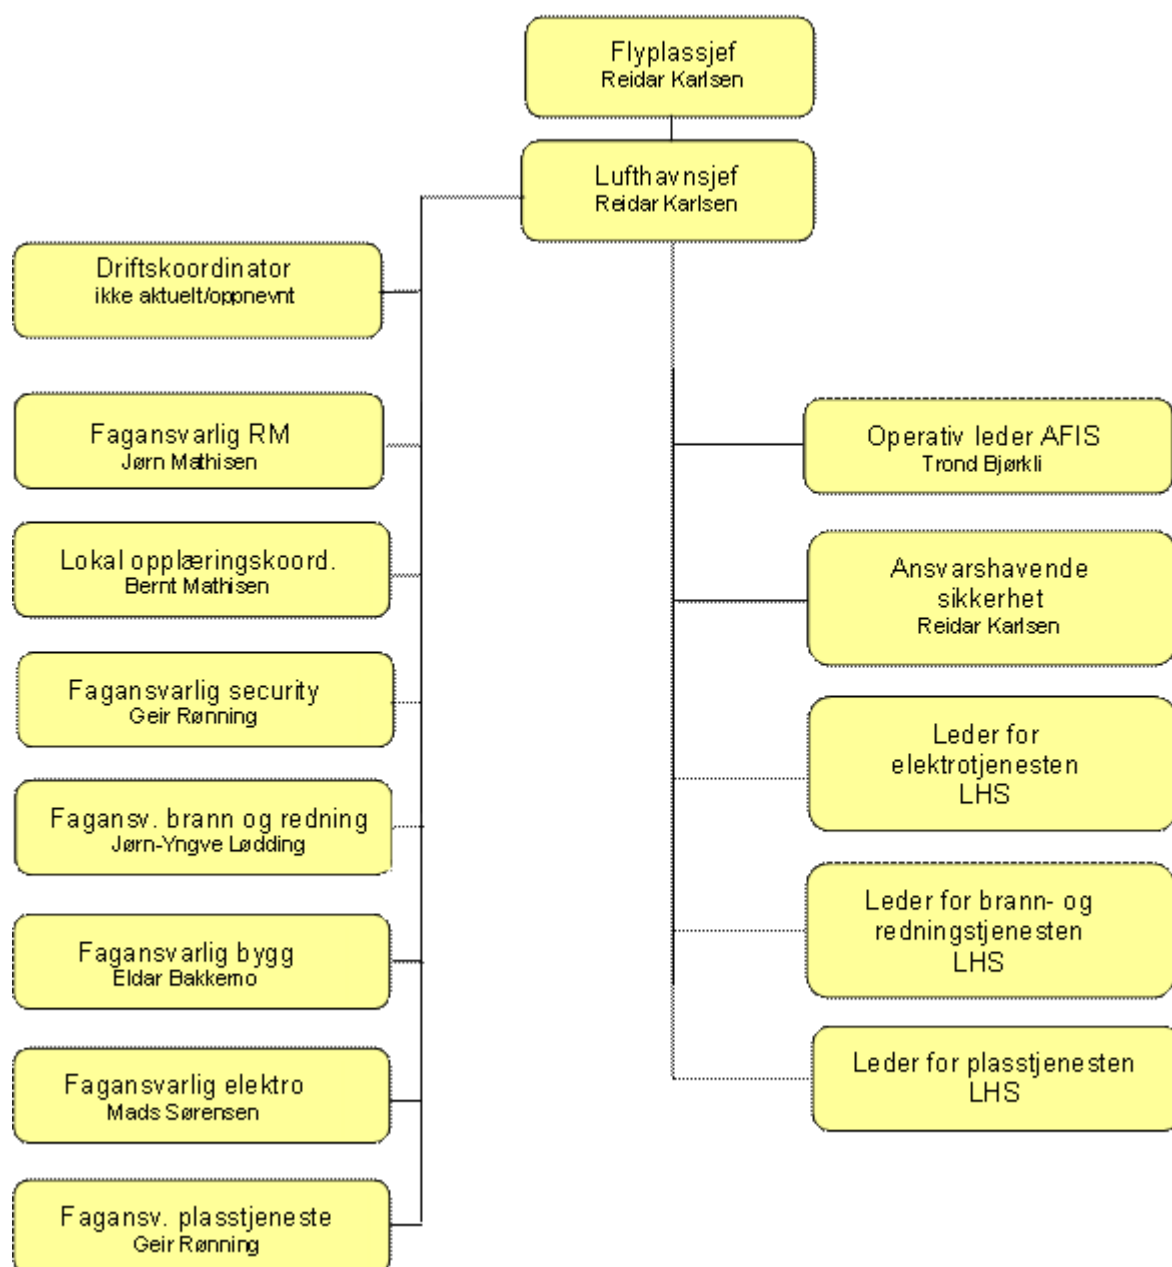 Flyplassjef
Reidar Karlsen
Lufthavnsjef
Reidar Karlsen
Driftskoordinator
ikke aktuelt/oppnevnt
Fagansvarlig RM
Jørn Mathisen
Lokal opplæringskoord.
Bernt Mathisen
Fagansvarlig security
Geir Rønning
Fagansv. brann og redning
Jørn-Yngve Lødding
Fagansvarlig bygg
Eldar Bakkemo
Fagansvarlig elektro
Mads Sørensen
Fagansv. plasstjeneste
Geir Rønning
Operativ leder AFIS
Trond Bjørkli
Ansvarshavende
sikkerhet
Reidar Karlsen
Leder for
elektrotjenesten
LHS
Leder for brann- og
redningstjenesten
LHS
Leder for plasstjenesten
LHS